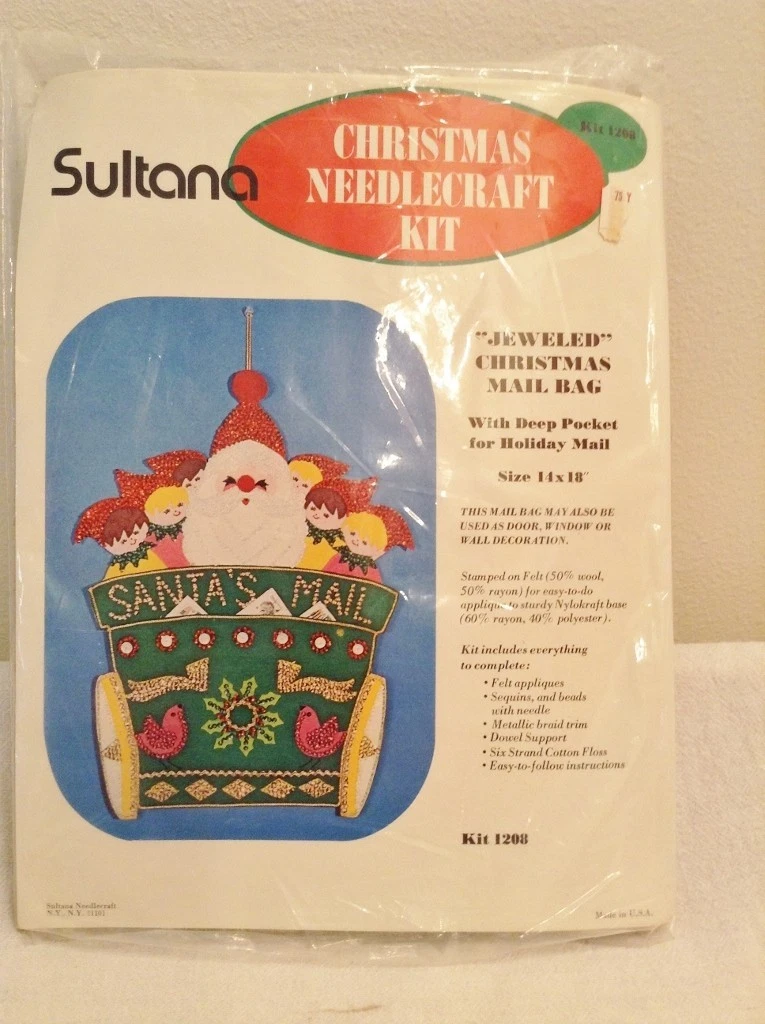 Sultana
CHRISTMAS
NEEDLECRAFT
KIT
Kit 1208
75 Y
"JEWELED"
CHRISTMAS
MAIL BAG
With Deep Pocket
for Holiday Mail
Size 14x18"
THIS MAIL BAG MAY ALSO BE
USED AS DOOR, WINDOW OR
WALL DECORATION.
Stamped on Felt (50% wool,
50% rayon) for easy-to-do
applique to sturdy Nylokraft base
(60% rayon, 40% polyester).
Kit includes everything
to complete:
• Felt appliques
• Sequins, and beads
with needle
• Metallic braid trim
• Dowel Support
• Six Strand Cotton Floss
• Easy-to-follow instructions
SANTA'S MAIL
Kit 1208
Sultana Needlecraft
N.Y., N.Y.
Made in U.S.A.